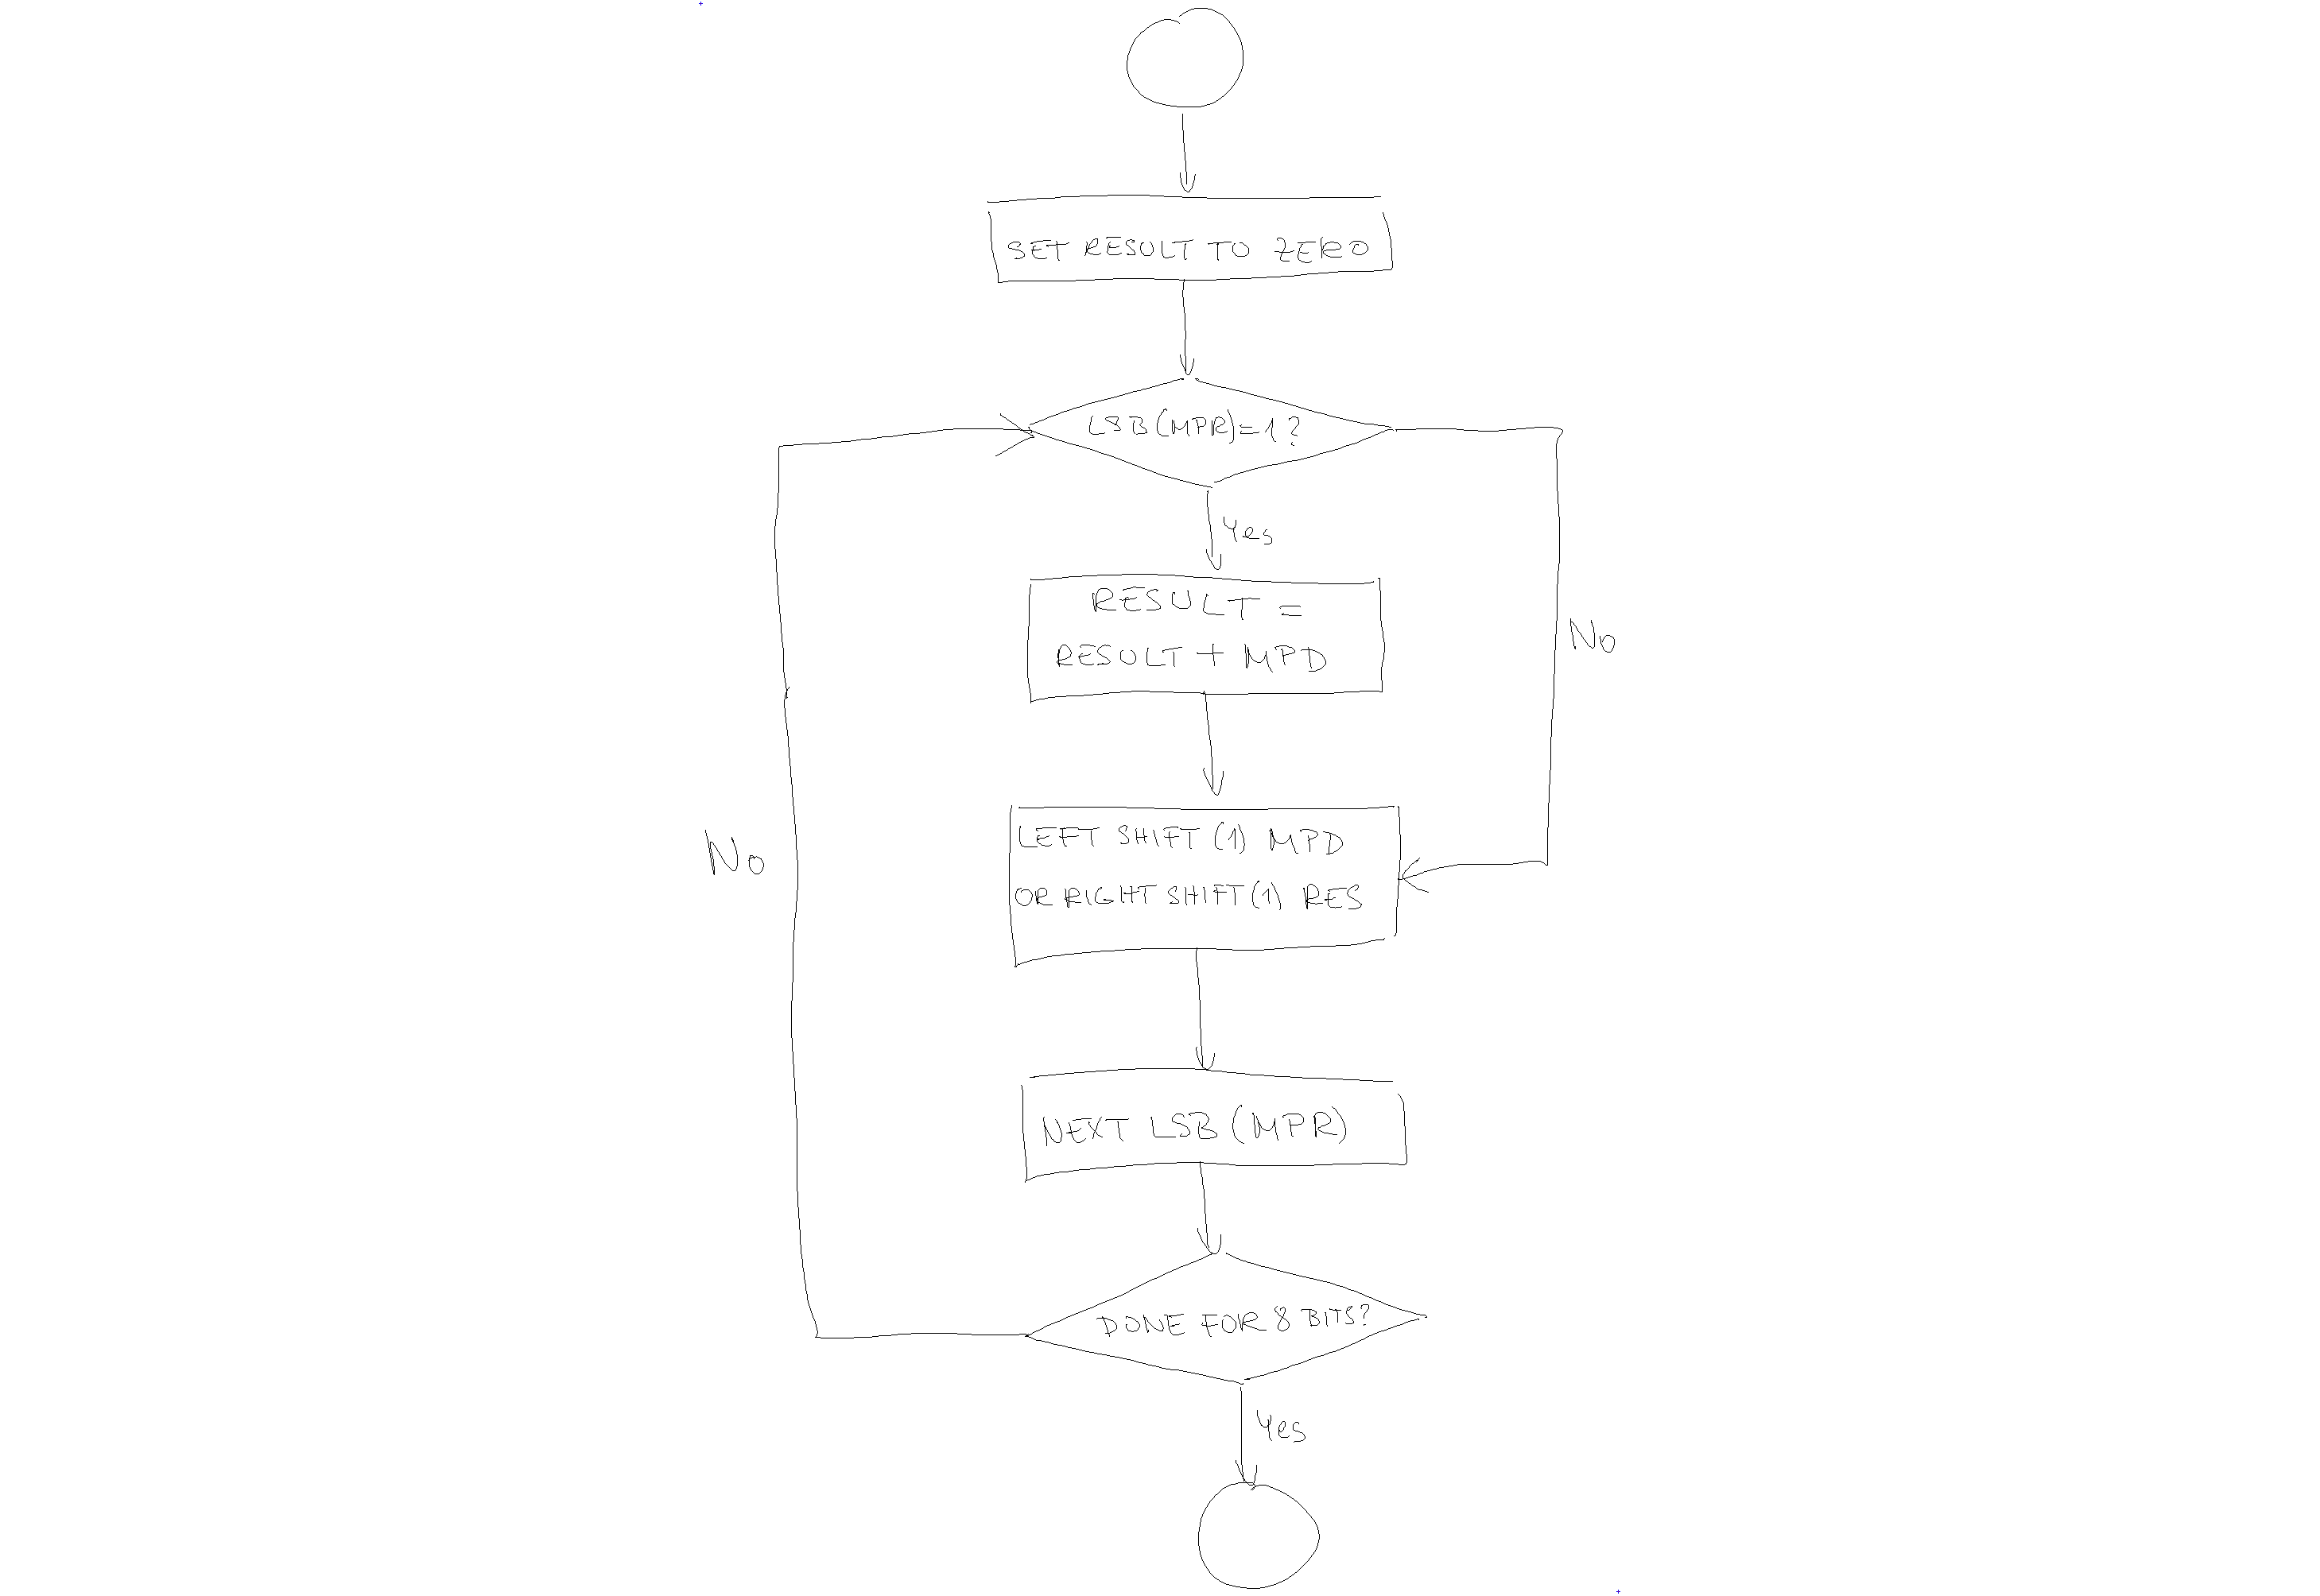 SET RESULT TO ZERO
LSB(MPR)=1?
Yes
RESULT =
RESULT + MPD
No
LEFT SHIFT(1) MPD
OR RIGHT SHIFT(1) RES
No
NEXT LSB(MPR)
DONE FOR 8 BITS?
Yes